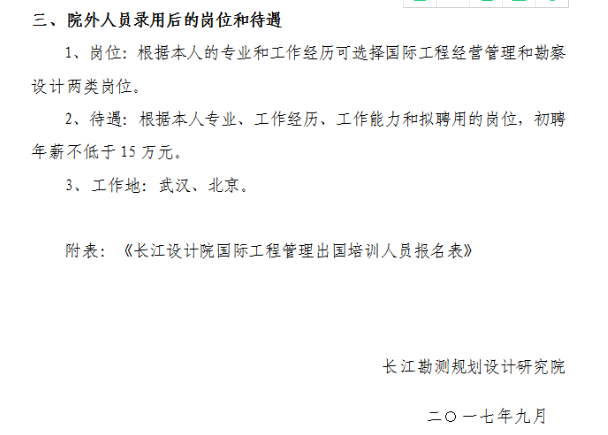 三、院外人员录用后的岗位和待遇
1、岗位：根据本人的专业和工作经历可选择国际工程经营管理和勘察
设计两类岗位。
2、待遇：根据本人专业、工作经历、工作能力和拟聘用的岗位，初聘
年薪不低于 15 万元。
3、工作地：武汉、北京。
附表：《长江设计院国际工程管理出国培训人员报名表》
长江勘测规划设计研究院
二〇一七年九月